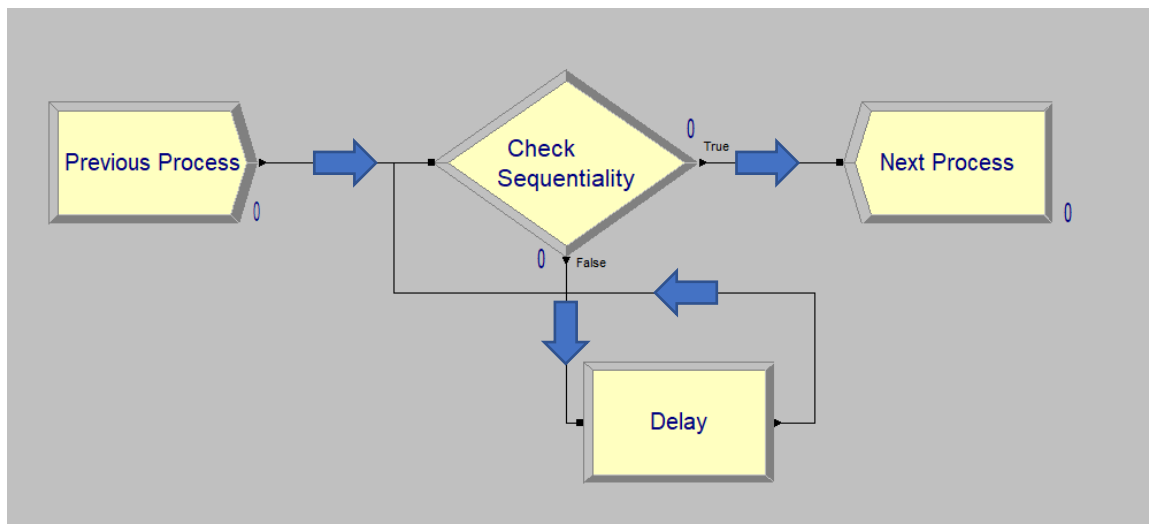 Previous Process
0
Check
Sequentiality
0
True
0
False
Next Process
0
Delay